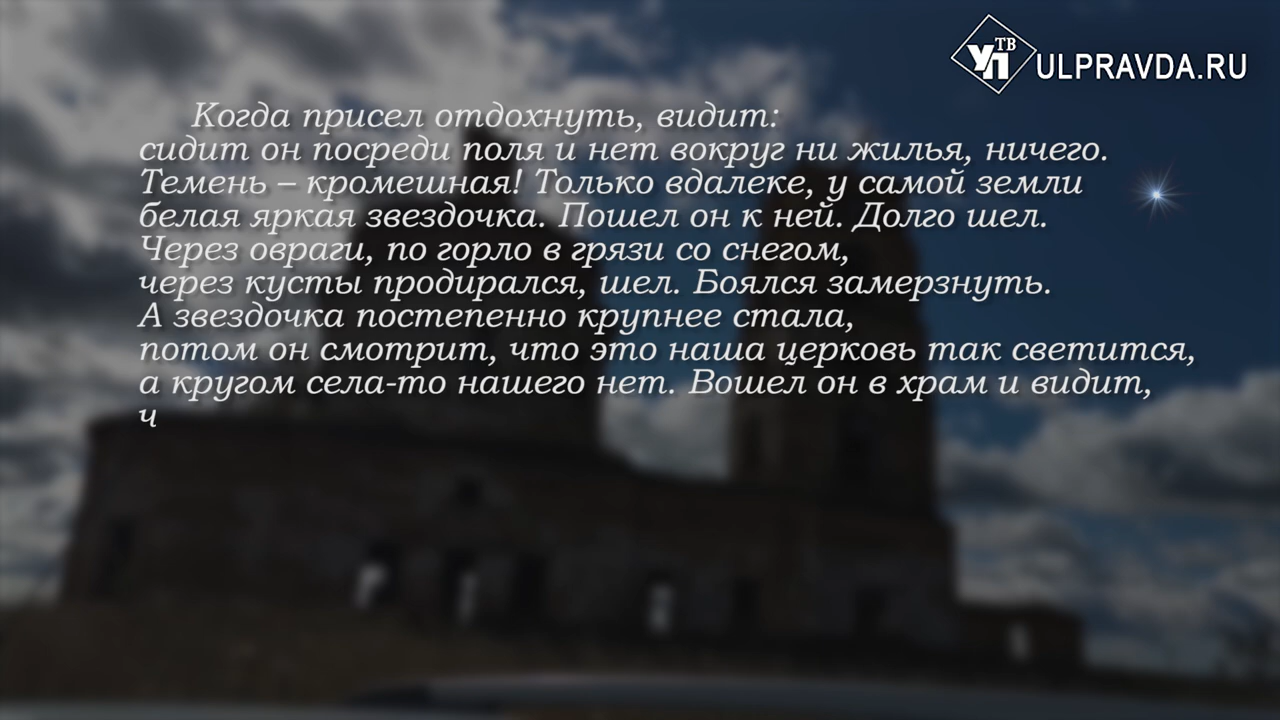 УП ТВ ULPRAVDA.RU
Когда присел отдохнуть, видит:
сидит он посреди поля и нет вокруг ни жилья, ничего.
Темень – кромешная! Только вдалеке, у самой земли
белая яркая звездочка. Пошел он к ней. Долго шел.
Через овраги, по горло в грязи со снегом,
через кусты продирался, шел. Боялся замерзнуть.
А звездочка постепенно крупнее стала,
потом он смотрит, что это наша церковь так светится,
а кругом села-то нашего нет. Вошел он в храм и видит,
ч